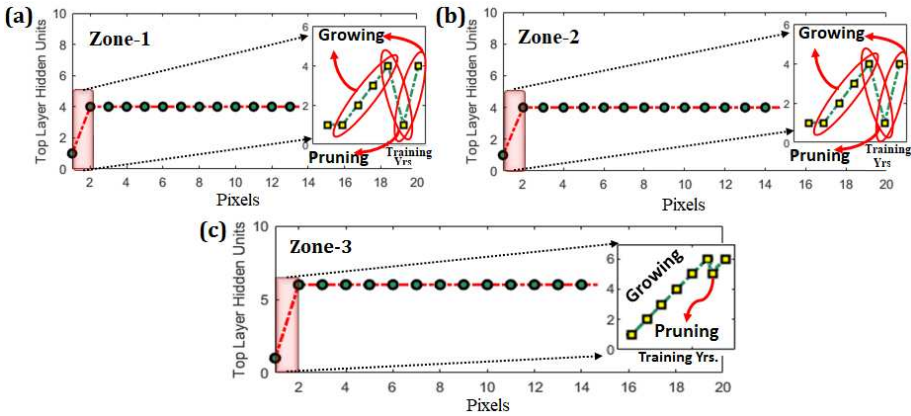 (a)
Top Layer Hidden Units
10
8
6
4
2
0
Zone-1
2 4 6 8 10 12 14 16 18 20
Pixels
Growing
6
4
2
0
Pruning
Training
Yrs.
(b)
Top Layer Hidden Units
10
8
6
4
2
0
Zone-2
2 4 6 8 10 12 14 16 18 20
Pixels
Growing
6
4
2
0
Pruning
Training
Yrs
(c)
Top Layer Hidden Units
10
5
0
Zone-3
2 4 6 8 10 12 14 16 18 20
Pixels
Growing
6
4
2
0
Pruning
Training Yrs.